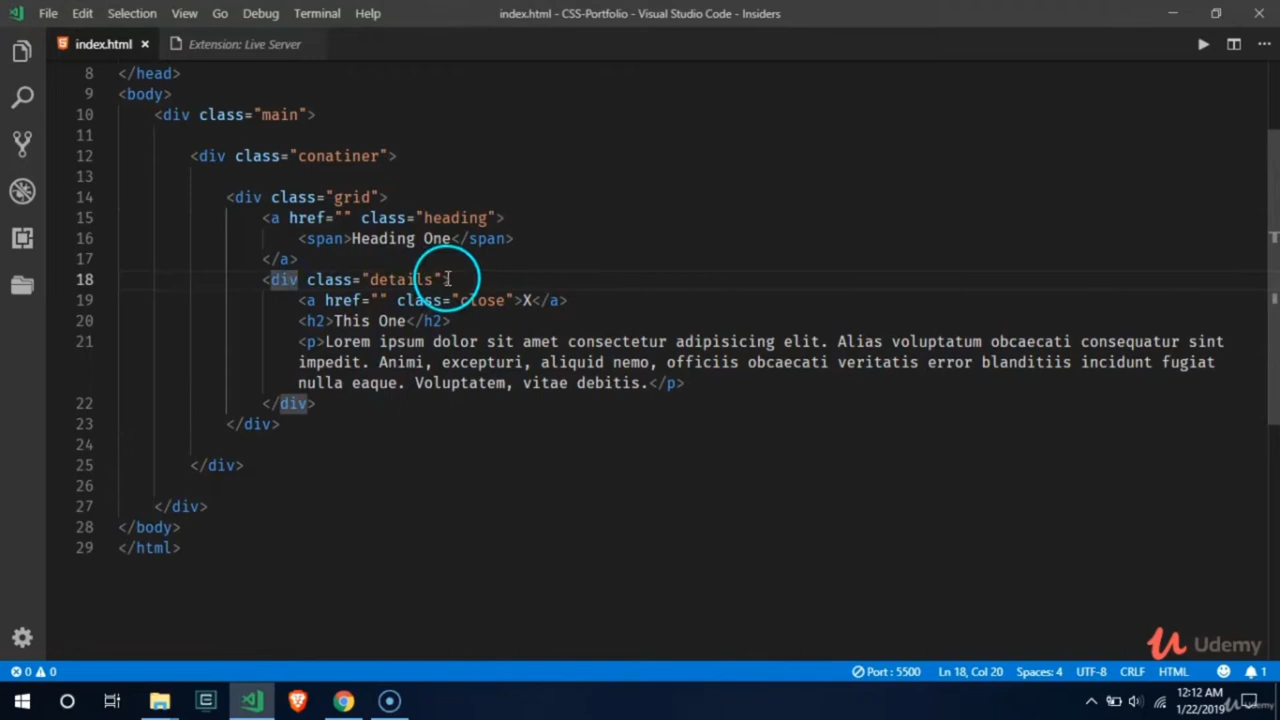 File Edit Selection View Go Debug Terminal Help index.html - CSS-Portfolio - Visual Studio Code - Insiders
index.html Extension: Live Server
8 </head>
9 <body>
10 <div class="main">
11
12 <div class="conatiner">
13
14 <div class="grid">
15 <a href="" class="heading">
16 <span>Heading One</span>
17 </a>
18 <div class="details">
19 <a href="" class="close">X</a>
20 <h2>This One</h2>
21 <p>Lorem ipsum dolor sit amet consectetur adipisicing elit. Alias voluptatum obcaecati consequatur sint
impedit. Animi, excepturi, aliquid nemo, officiis obcaecati veritatis error blanditiis incidunt fugiat
nulla eaque. Voluptatem, vitae debitis.</p>
22 </div>
23 </div>
24
25 </div>
26
27 </div>
28 </body>
29 </html>
Udemy
0 0 Port : 5500 Ln 18, Col 20 Spaces: 4 UTF-8 CRLF HTML 1
12:12 AM
1/22/2019
Udemy